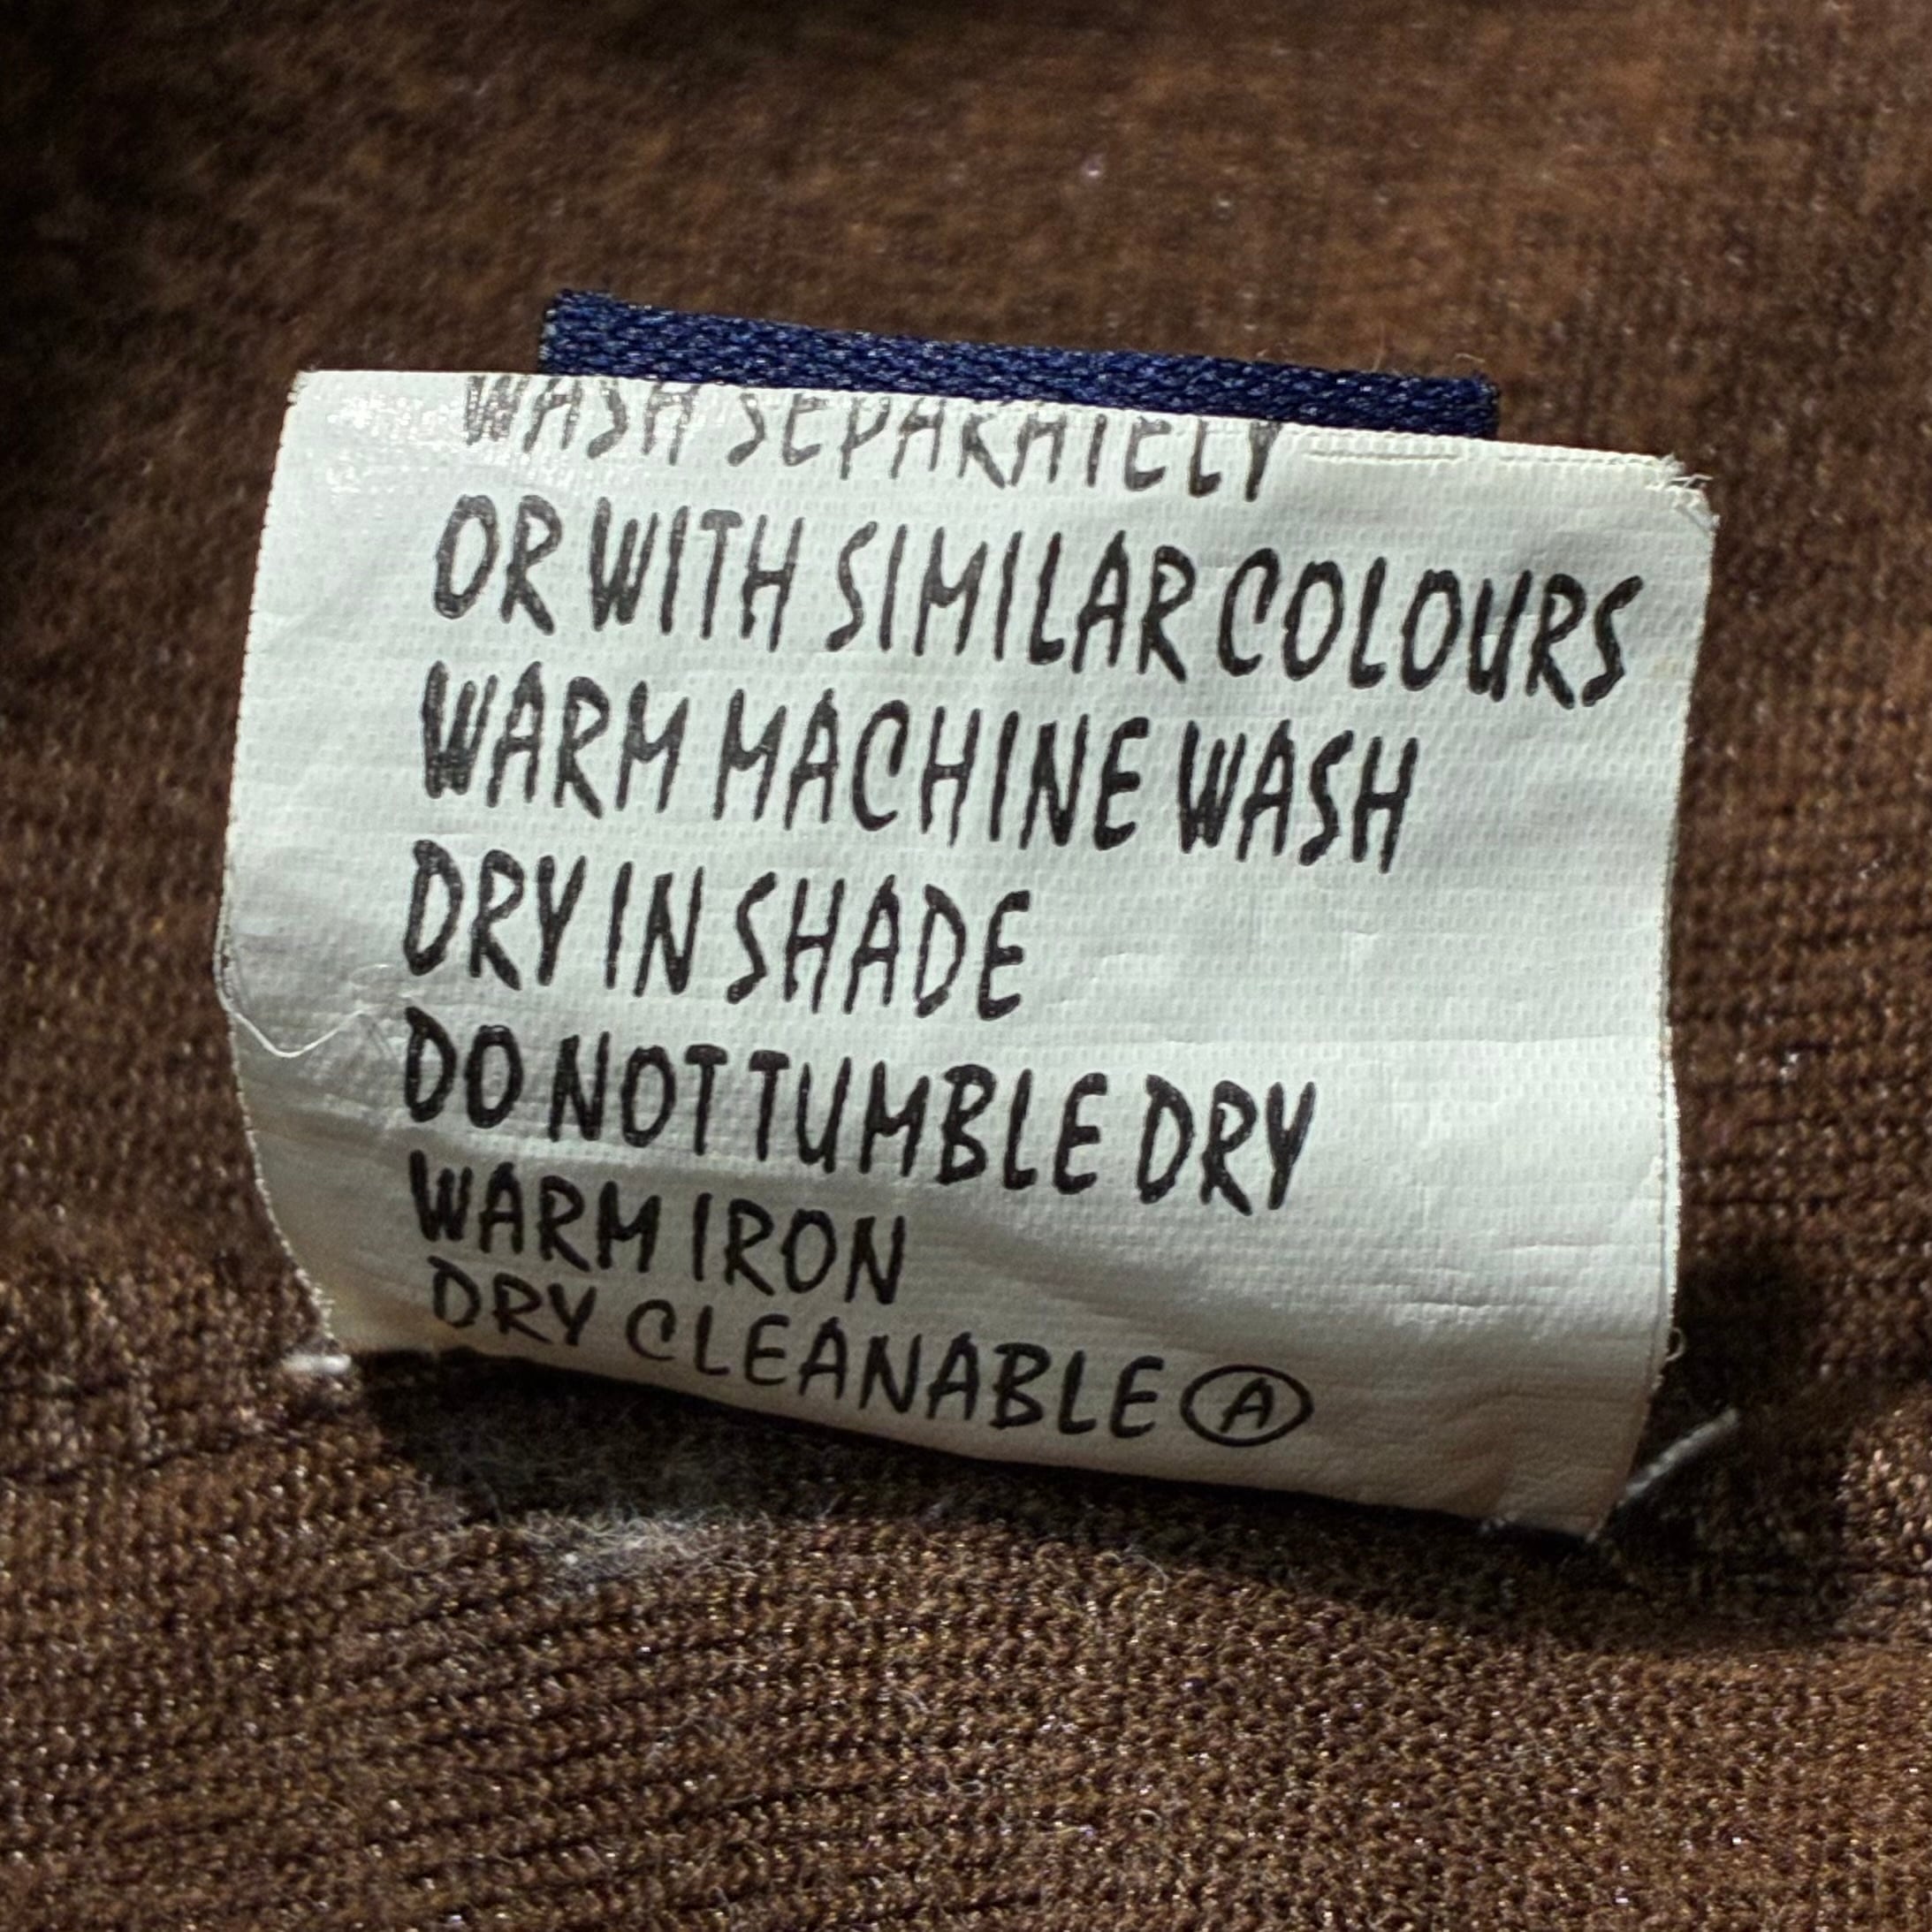 WASH SEPARATELY
OR WITH SIMILAR COLOURS
WARM MACHINE WASH
DRY IN SHADE
DO NOT TUMBLE DRY
WARM IRON
DRY CLEANABLE Ⓐ